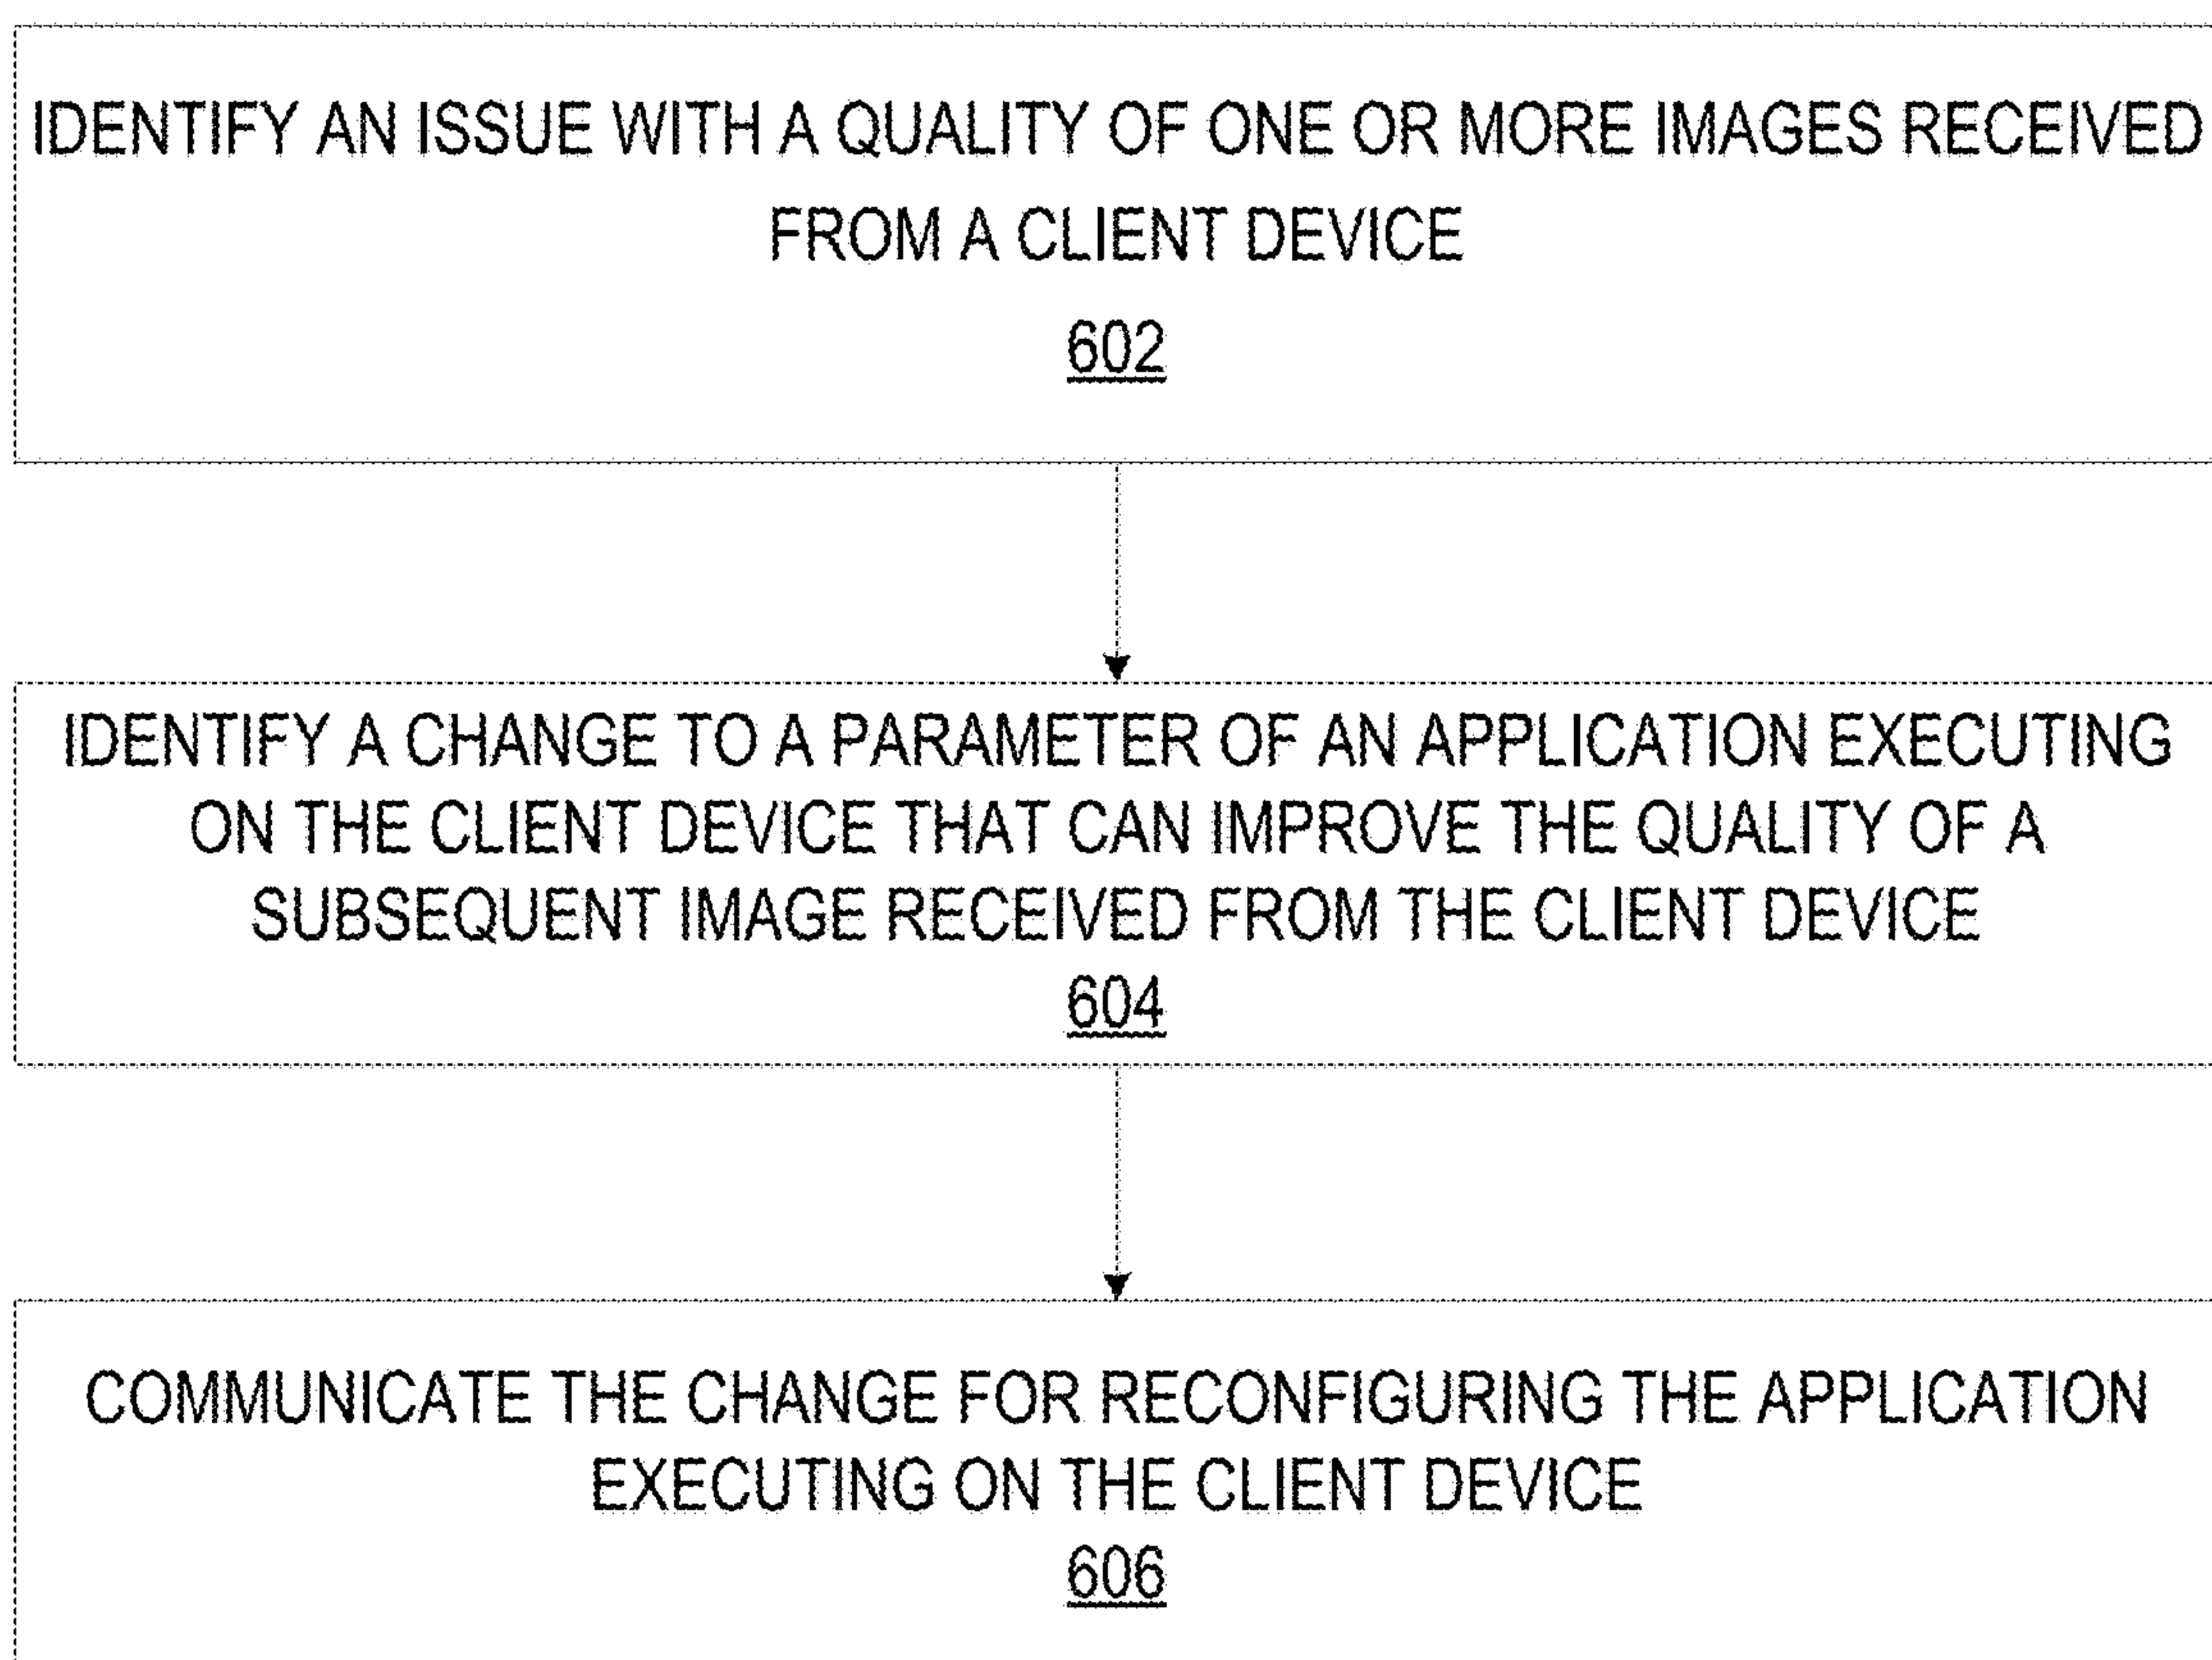 IDENTIFY AN ISSUE WITH A QUALITY OF ONE OR MORE IMAGES RECEIVED
FROM A CLIENT DEVICE
602
IDENTIFY A CHANGE TO A PARAMETER OF AN APPLICATION EXECUTING
ON THE CLIENT DEVICE THAT CAN IMPROVE THE QUALITY OF A
SUBSEQUENT IMAGE RECEIVED FROM THE CLIENT DEVICE
604
COMMUNICATE THE CHANGE FOR RECONFIGURING THE APPLICATION
EXECUTING ON THE CLIENT DEVICE
606